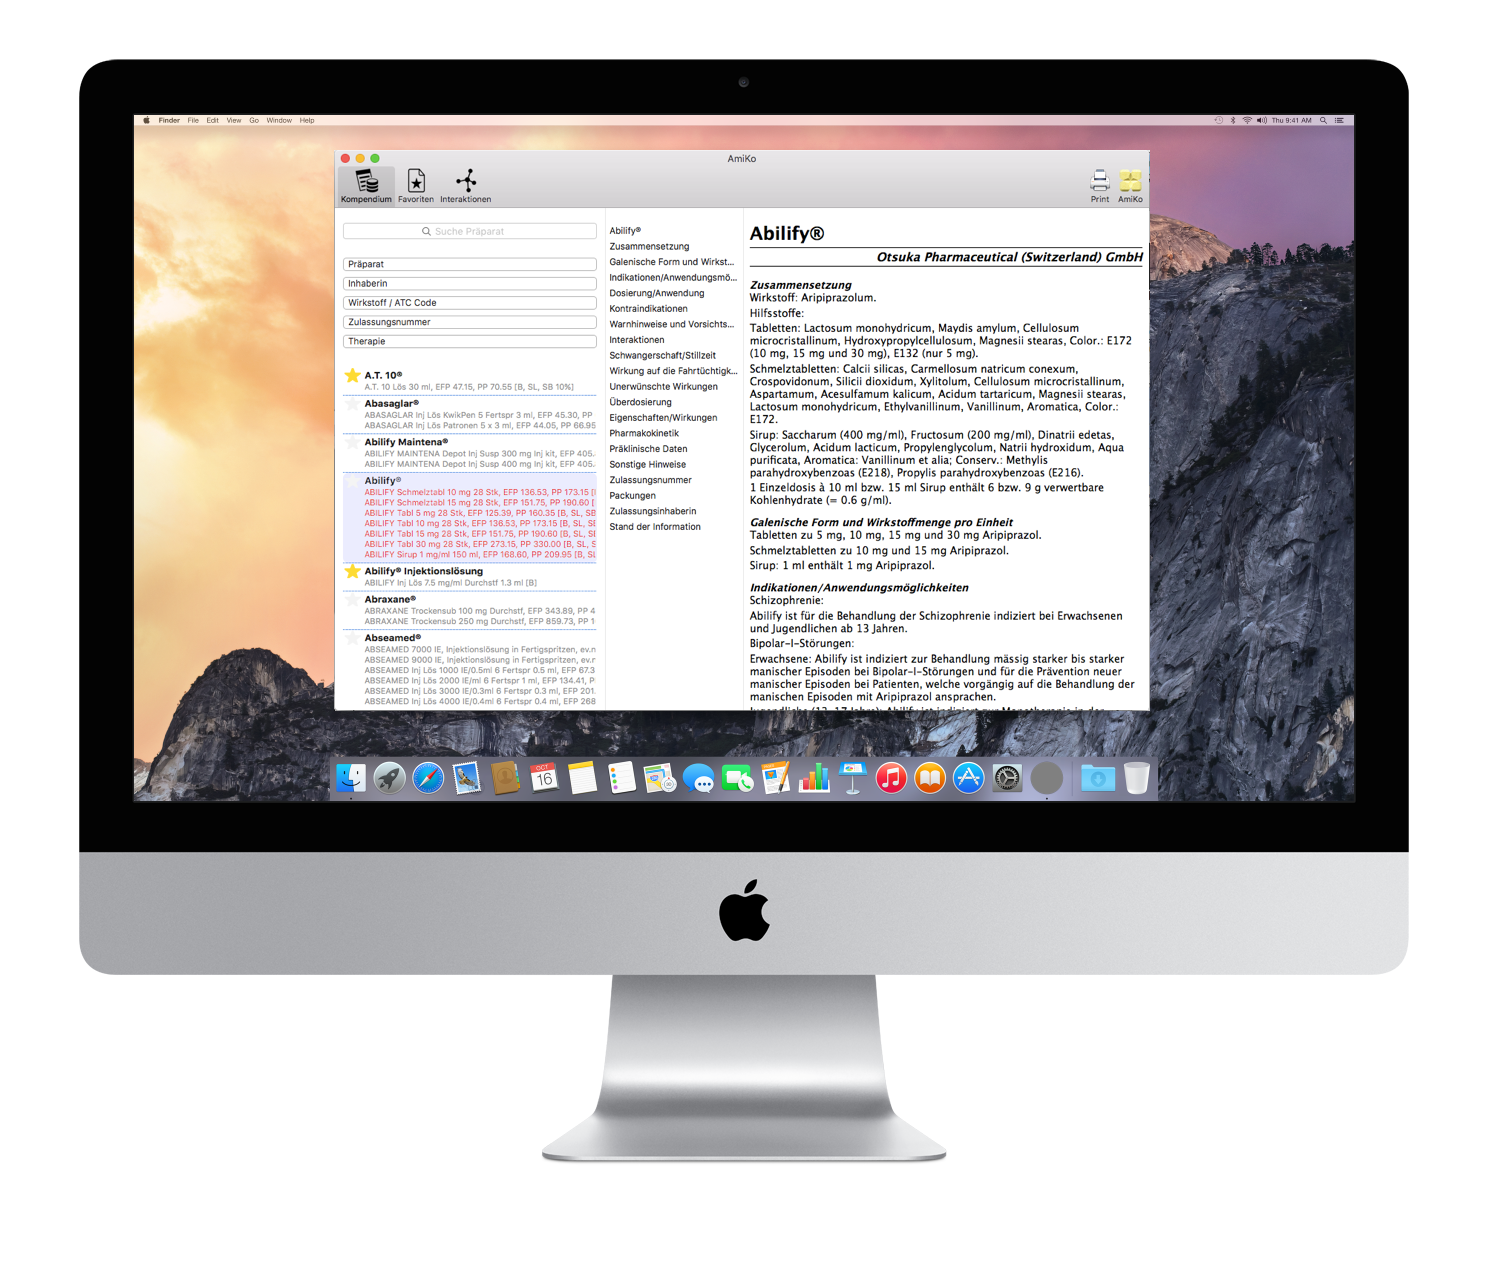 Finder File Edit View Go Window Help
Thu 9:41 AM
AmiKo
Kompendium Favoriten Interaktionen
Print AmiKo
Suche Präparat
Präparat
Inhaberin
Wirkstoff / ATC Code
Zulassungsnummer
Therapie
A.T. 10®
A.T. 10 Lös 30 ml, EFP 47.15, PP 70.55 [B, SL, SB 10%]
Abasaglar®
ABASAGLAR Inj Lös KwikPen 5 Fertspr 3 ml, EFP 45.30, PP
ABASAGLAR Inj Lös Patronen 5 x 3 ml, EFP 44.05, PP 66.95
Abilify Maintena®
ABILIFY MAINTENA Depot Inj Susp 300 mg Inj kit, EFP 405.
ABILIFY MAINTENA Depot Inj Susp 400 mg Inj kit, EFP 405.
Abilify®
ABILIFY Schmelztabl 10 mg 28 Stk, EFP 136.53, PP 173.15 [
ABILIFY Schmelztabl 15 mg 28 Stk, EFP 151.75, PP 190.60 [
ABILIFY Tabl 5 mg 28 Stk, EFP 125.39, PP 160.35 [B, SL, SB
ABILIFY Tabl 10 mg 28 Stk, EFP 136.53, PP 173.15 [B, SL, SB
ABILIFY Tabl 15 mg 28 Stk, EFP 151.75, PP 190.60 [B, SL, S
ABILIFY Tabl 30 mg 28 Stk, EFP 273.15, PP 330.00 [B, SL, S
ABILIFY Sirup 1 mg/ml 150 ml, EFP 168.60, PP 209.95 [B, SL
Abilify® Injektionslösung
ABILIFY Inj Lös 7.5 mg/ml Durchstf 1.3 ml [B]
Abraxane®
ABRAXANE Trockensub 100 mg Durchstf, EFP 343.89, PP 4
ABRAXANE Trockensub 250 mg Durchstf, EFP 859.73, PP 1
Abseamed®
ABSEAMED 7000 IE, Injektionslösung in Fertigspritzen, ev.n
ABSEAMED 9000 IE, Injektionslösung in Fertigspritzen, ev.r
ABSEAMED Inj Lös 1000 IE/0.5ml 6 Fertspr 0.5 ml, EFP 67.3
ABSEAMED Inj Lös 2000 IE/ml 6 Fertspr 1 ml, EFP 134.41, P
ABSEAMED Inj Lös 3000 IE/0.3ml 6 Fertspr 0.3 ml, EFP 201.
ABSEAMED Inj Lös 4000 IE/0.4ml 6 Fertspr 0.4 ml, EFP 268
Abilify®
Zusammensetzung
Galenische Form und Wirkst...
Indikationen/Anwendungsmö...
Dosierung/Anwendung
Kontraindikationen
Warnhinweise und Vorsichts...
Interaktionen
Schwangerschaft/Stillzeit
Wirkung auf die Fahrtüchtigk...
Unerwünschte Wirkungen
Überdosierung
Eigenschaften/Wirkungen
Pharmakokinetik
Präklinische Daten
Sonstige Hinweise
Zulassungsnummer
Packungen
Zulassungsinhaberin
Stand der Information
Abilify®
Otsuka Pharmaceutical (Switzerland) GmbH
Zusammensetzung
Wirkstoff: Aripiprazolum.
Hilfsstoffe:
Tabletten: Lactosum monohydricum, Maydis amylum, Cellulosum
microcristallinum, Hydroxypropylcellulosum, Magnesii stearas, Color.: E172
(10 mg, 15 mg und 30 mg), E132 (nur 5 mg).
Schmelztabletten: Calcii silicas, Carmellosum natricum conexum,
Crospovidonum, Silicii dioxidum, Xylitolum, Cellulosum microcristallinum,
Aspartamum, Acesulfamum kalicum, Acidum tartaricum, Magnesii stearas,
Lactosum monohydricum, Ethylvanillinum, Vanillinum, Aromatica, Color.:
E172.
Sirup: Saccharum (400 mg/ml), Fructosum (200 mg/ml), Dinatrii edetas,
Glycerolum, Acidum lacticum, Propylenglycolum, Natrii hydroxidum, Aqua
purificata, Aromatica: Vanillinum et alia; Conserv.: Methylis
parahydroxybenzoas (E218), Propylis parahydroxybenzoas (E216).
1 Einzeldosis à 10 ml bzw. 15 ml Sirup enthält 6 bzw. 9 g verwertbare
Kohlenhydrate (= 0.6 g/ml).
Galenische Form und Wirkstoffmenge pro Einheit
Tabletten zu 5 mg, 10 mg, 15 mg und 30 mg Aripiprazol.
Schmelztabletten zu 10 mg und 15 mg Aripiprazol.
Sirup: 1 ml enthält 1 mg Aripiprazol.
Indikationen/Anwendungsmöglichkeiten
Schizophrenie:
Abilify ist für die Behandlung der Schizophrenie indiziert bei Erwachsenen
und Jugendlichen ab 13 Jahren.
Bipolar-I-Störungen:
Erwachsene: Abilify ist indiziert zur Behandlung mässig starker bis starker
manischer Episoden bei Bipolar-I-Störungen und für die Prävention neuer
manischer Episoden bei Patienten, welche vorgängig auf die Behandlung der
manischen Episoden mit Aripiprazol ansprachen.
Jugendliche (13-17 Jahre): Abilify ist indiziert zur Monotherapie in der
OCT
16